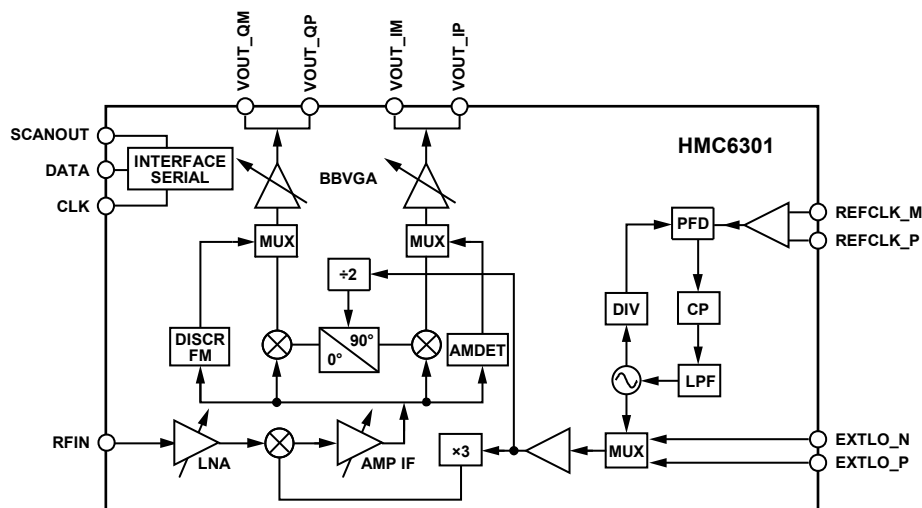 VOUT_QM
VOUT_QP
VOUT_IM
VOUT_IP
HMC6301
SCANOUT
DATA
CLK
INTERFACE
SERIAL
BBVGA
MUX
MUX
÷2
PFD
REFCLK_M
REFCLK_P
DIV
CP
DISCR
FM
0°
90°
AMDET
LPF
RFIN
LNA
AMP IF
×3
MUX
EXTLO_N
EXTLO_P